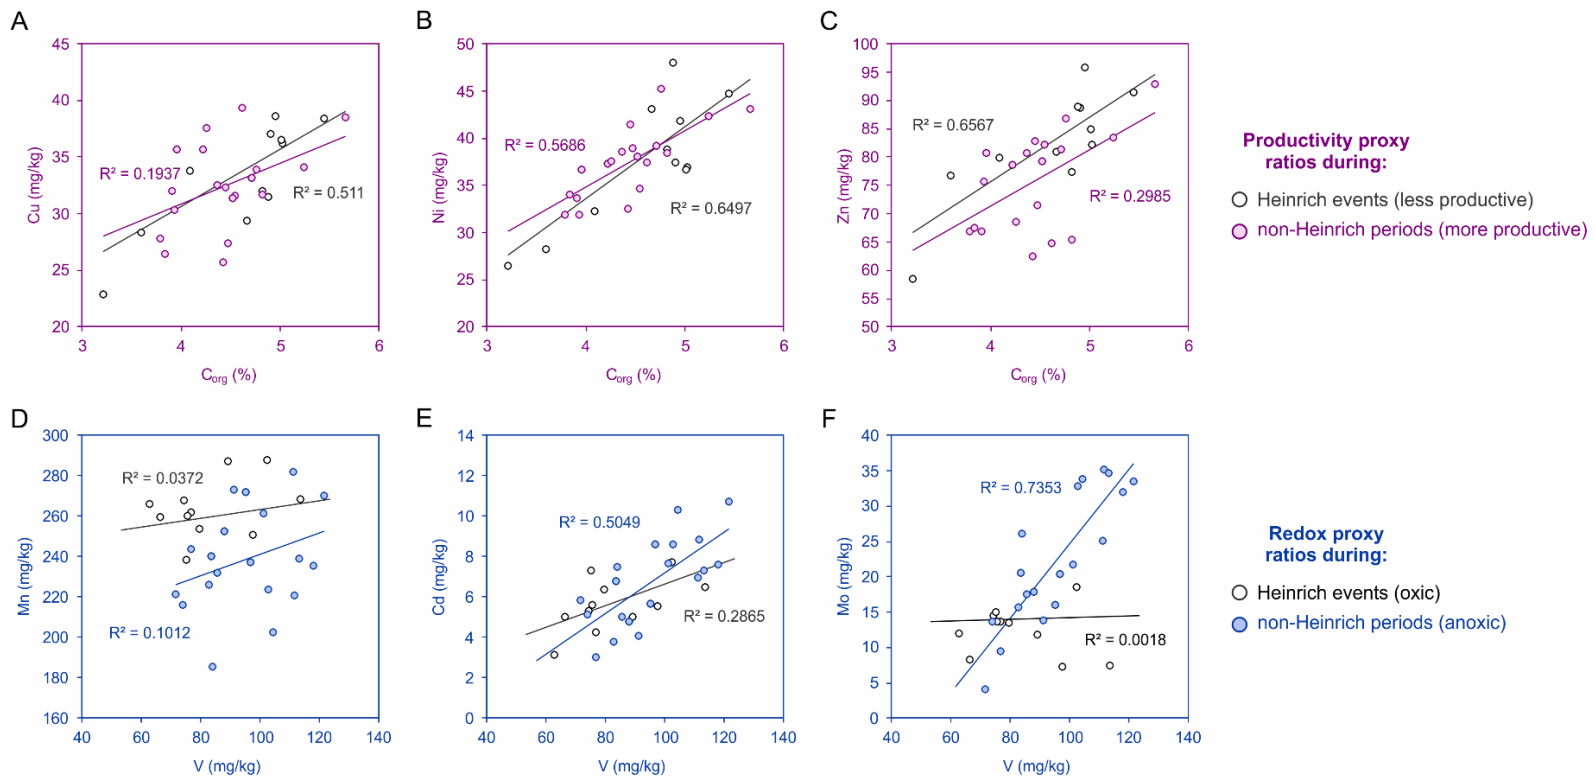 A
B
C
45
40
35
30
25
20
Cu (mg/kg)
R² = 0.1937
R² = 0.511
3
4
5
6
Corg (%)
50
45
40
35
30
25
20
Ni (mg/kg)
R² = 0.5686
R² = 0.6497
3
4
5
6
Corg (%)
100
95
90
85
80
75
70
65
60
55
50
Zn (mg/kg)
R² = 0.6567
R² = 0.2985
3
4
5
6
Corg (%)
Productivity proxy
ratios during:
Heinrich events (less productive)
non-Heinrich periods (more productive)
D
E
F
300
280
260
240
220
200
180
160
Mn (mg/kg)
R² = 0.0372
R² = 0.1012
40
60
80
100
120
140
V (mg/kg)
14
12
10
8
6
4
2
0
Cd (mg/kg)
R² = 0.5049
R² = 0.2865
40
60
80
100
120
140
V (mg/kg)
40
35
30
25
20
15
10
5
0
Mo (mg/kg)
R² = 0.7353
R² = 0.0018
40
60
80
100
120
140
V (mg/kg)
Redox proxy
ratios during:
Heinrich events (oxic)
non-Heinrich periods (anoxic)